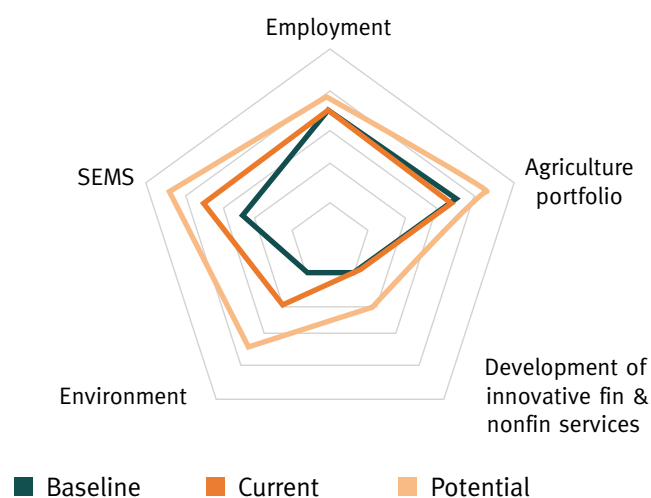 Employment
Agriculture
portfolio
SEMS
Environment
Development of
innovative fin &
nonfin services
Baseline
Current
Potential